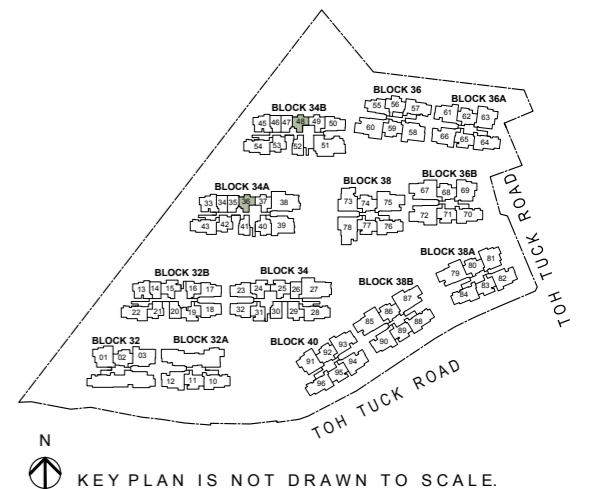 BLOCK 36
BLOCK 36A
55 56 57
61 62 63
60 59 58
66 65 64
BLOCK 34B
45 46 47 48 49 50
54 53 52 51
BLOCK 34A
33 34 35 36 37 38
43 42 41 40 39
BLOCK 38
73 74 75
78 77 76
BLOCK 36B
67 68 69
72 71 70
TOH TUCK ROAD
BLOCK 38A
79 80 81
84 83 82
BLOCK 32B
13 14 15 16 17
22 21 20 19 18
BLOCK 34
23 24 25 26 27
32 31 30 29 28
BLOCK 38B
85 86 87
90 89 88
BLOCK 32
01 02 03
BLOCK 32A
12 11 10
BLOCK 40
91 92 93
96 95 94
TOH TUCK ROAD
N
KEY PLAN IS NOT DRAWN TO SCALE.